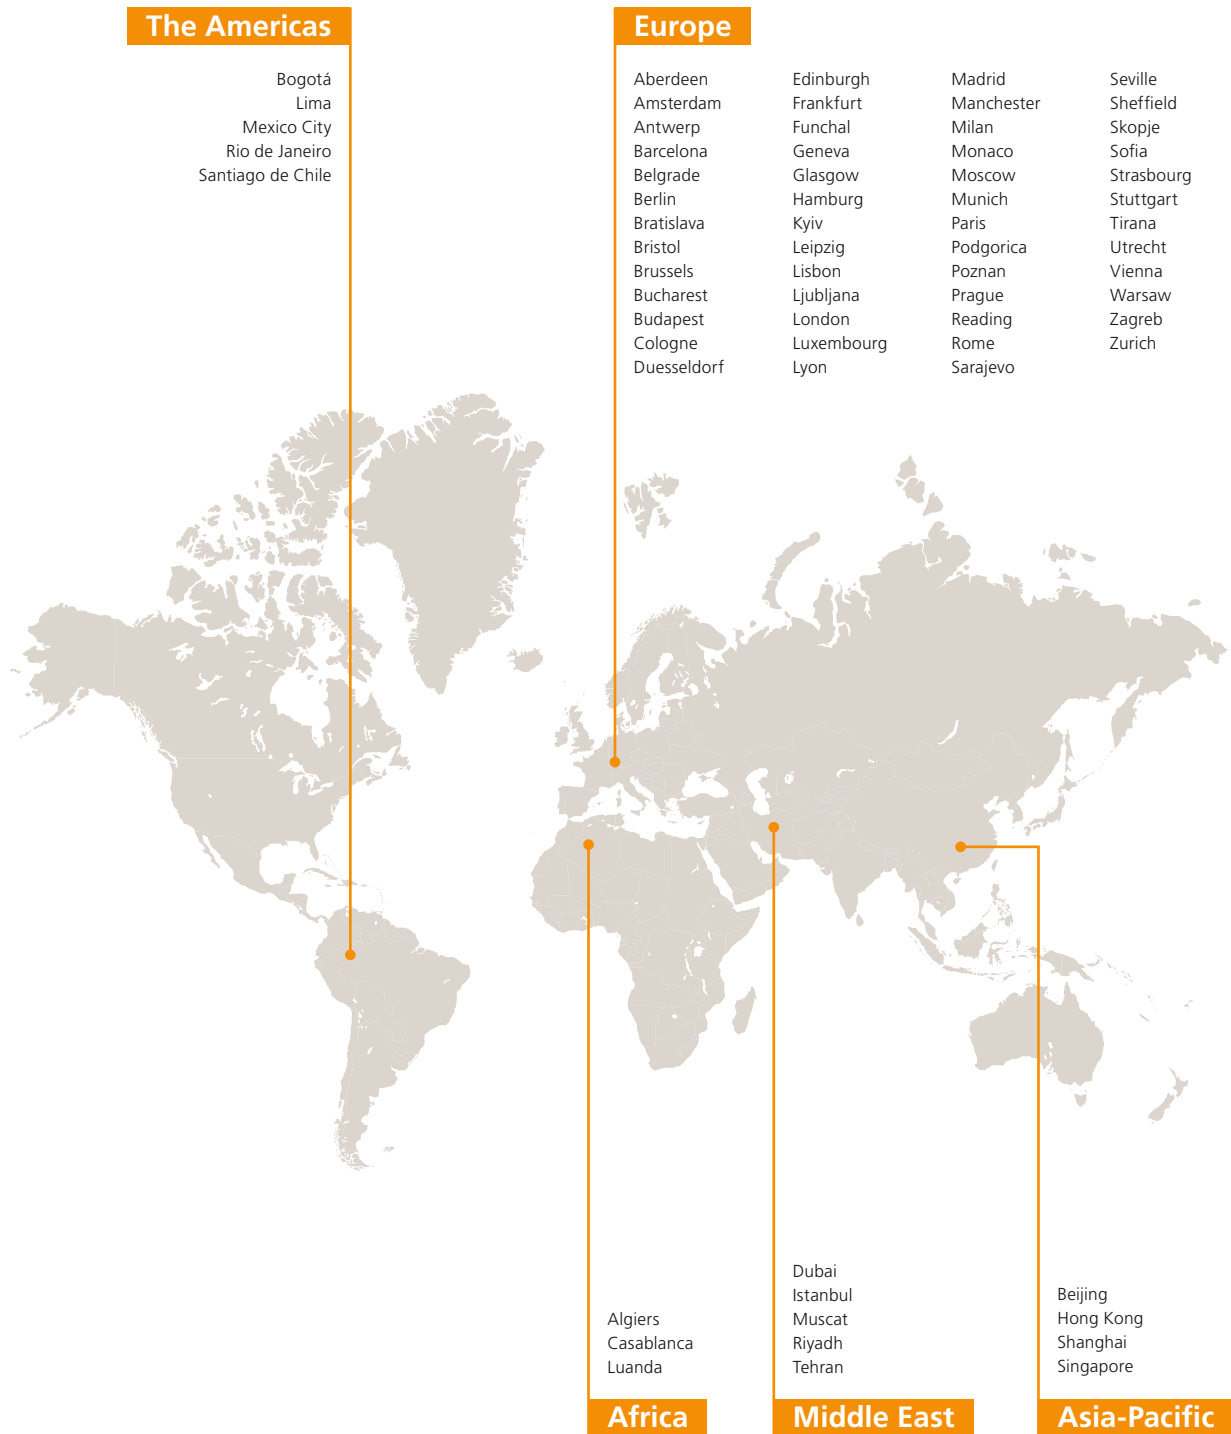 The Americas
Bogotá
Lima
Mexico City
Rio de Janeiro
Santiago de Chile
Europe
Aberdeen
Amsterdam
Antwerp
Barcelona
Belgrade
Berlin
Bratislava
Bristol
Brussels
Bucharest
Budapest
Cologne
Duesseldorf
Edinburgh
Frankfurt
Funchal
Geneva
Glasgow
Hamburg
Kyiv
Leipzig
Lisbon
Ljubljana
London
Luxembourg
Lyon
Madrid
Manchester
Milan
Monaco
Moscow
Munich
Paris
Podgorica
Poznan
Prague
Reading
Rome
Sarajevo
Seville
Sheffield
Skopje
Sofia
Strasbourg
Stuttgart
Tirana
Utrecht
Vienna
Warsaw
Zagreb
Zurich
Algiers
Casablanca
Luanda
Africa
Dubai
Istanbul
Muscat
Riyadh
Tehran
Middle East
Beijing
Hong Kong
Shanghai
Singapore
Asia-Pacific